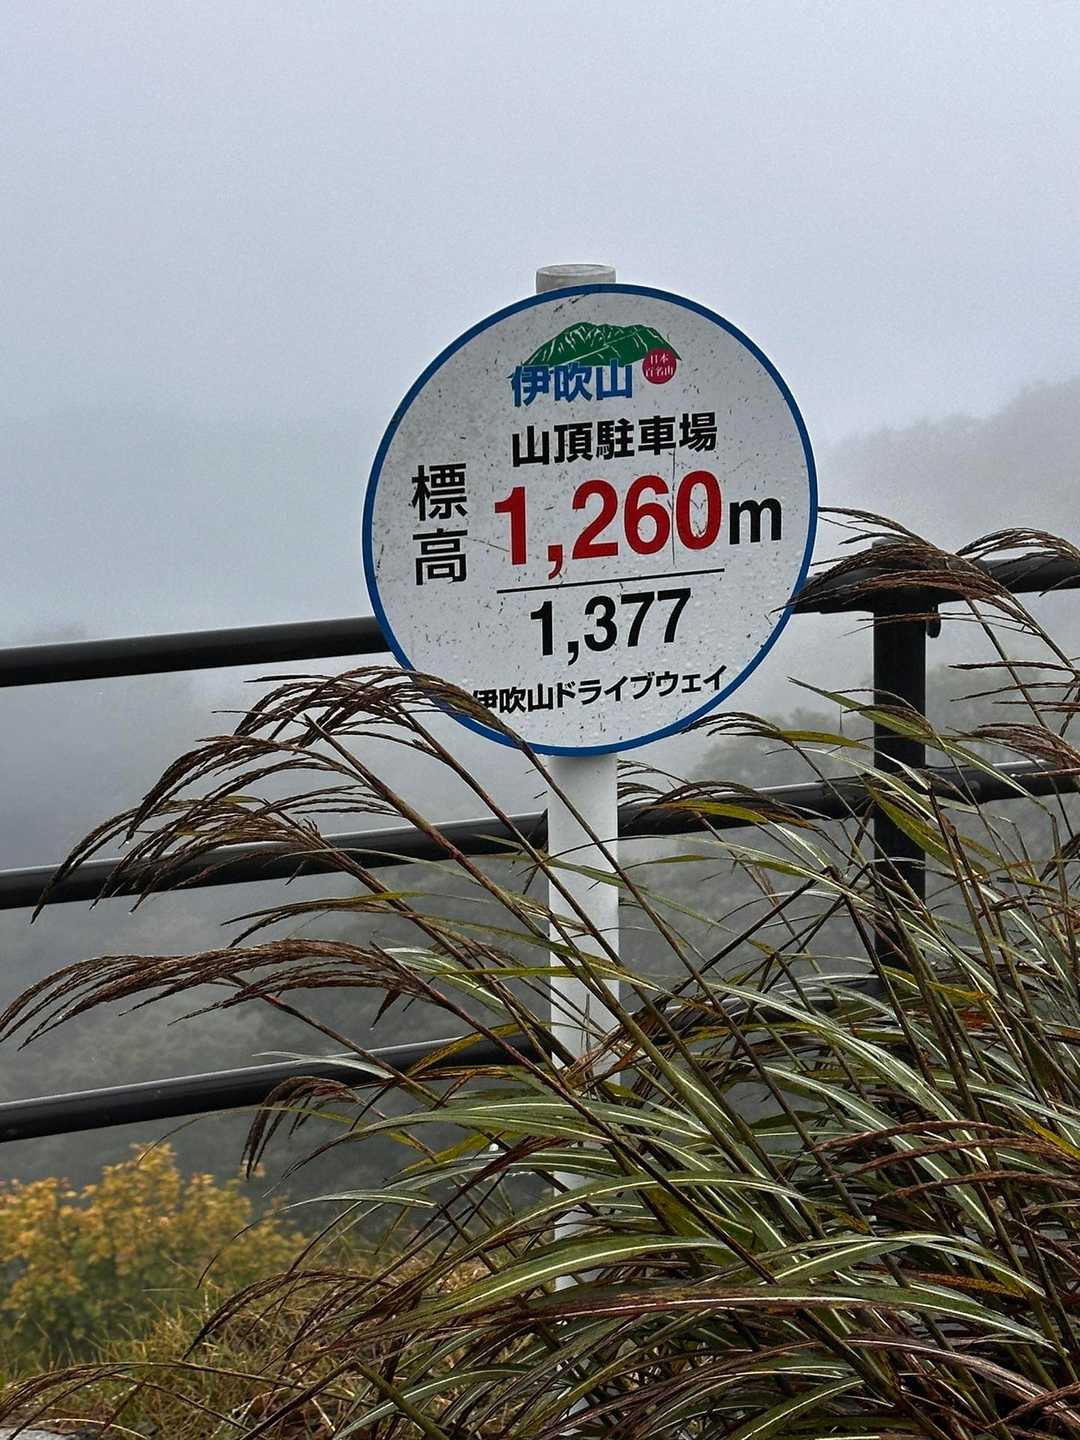 伊吹山
日本
百名山
山頂駐車場
標高
1,260m
1,377
伊吹山ドライブウェイ